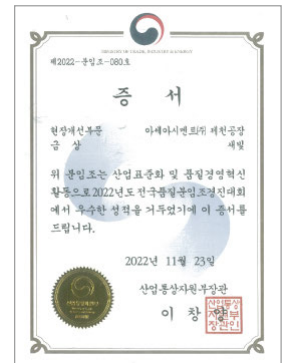 제2022-분임조-080호
증 서
현장개선부문 아세아시멘트㈜ 제천공장
금상 새빛
위 분임조는 산업표준화 및 품질경영혁신
활동으로 2022년도 전국품질분임조경진대회
에서 우수한 성적을 거두었기에 이 증서를
드립니다.
2022년 11월 23일
산업통상자원부장관
이 창 양